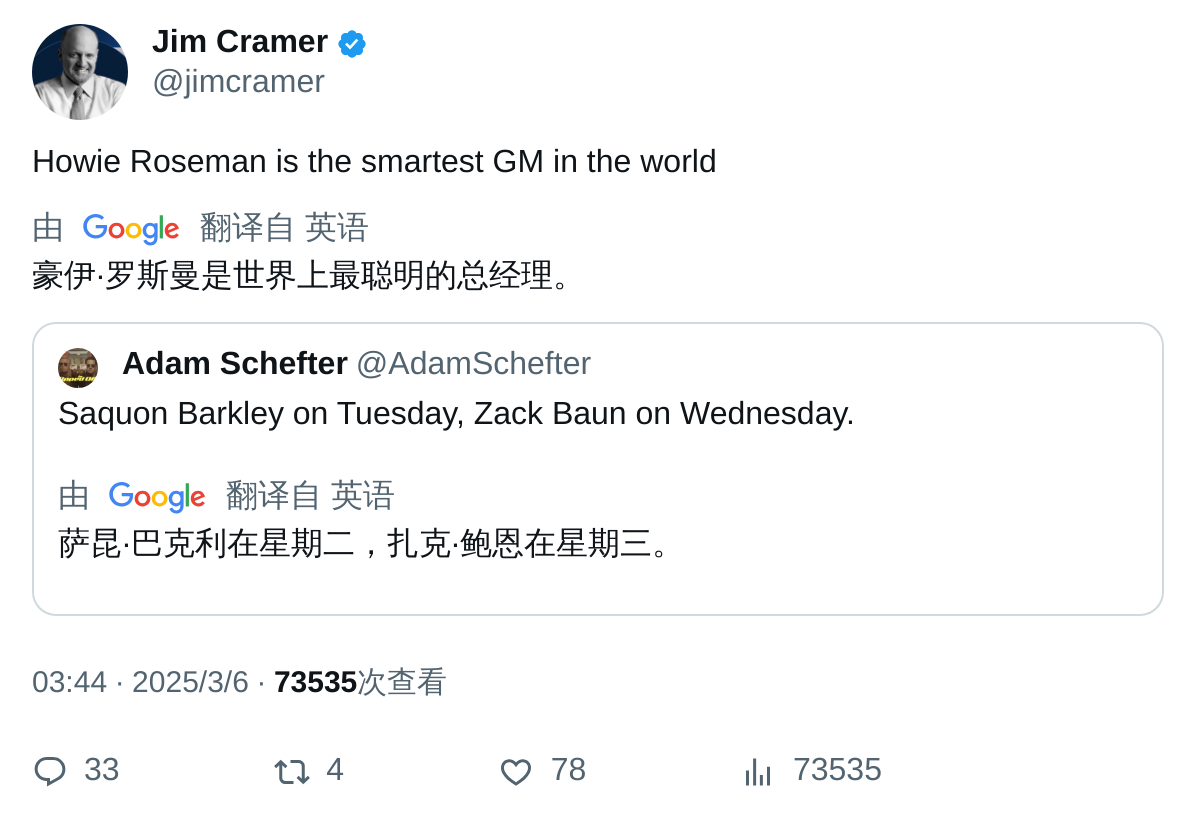 Jim Cramer
@jimcramer
Howie Roseman is the smartest GM in the world
由 Google 翻译自 英语
豪伊·罗斯曼是世界上最聪明的总经理。
Adam Schefter @AdamSchefter
Saquon Barkley on Tuesday, Zack Baun on Wednesday.
由 Google 翻译自 英语
萨昆·巴克利在星期二，扎克·鲍恩在星期三。
03:44 · 2025/3/6 · 73535次查看
33 4 78 73535